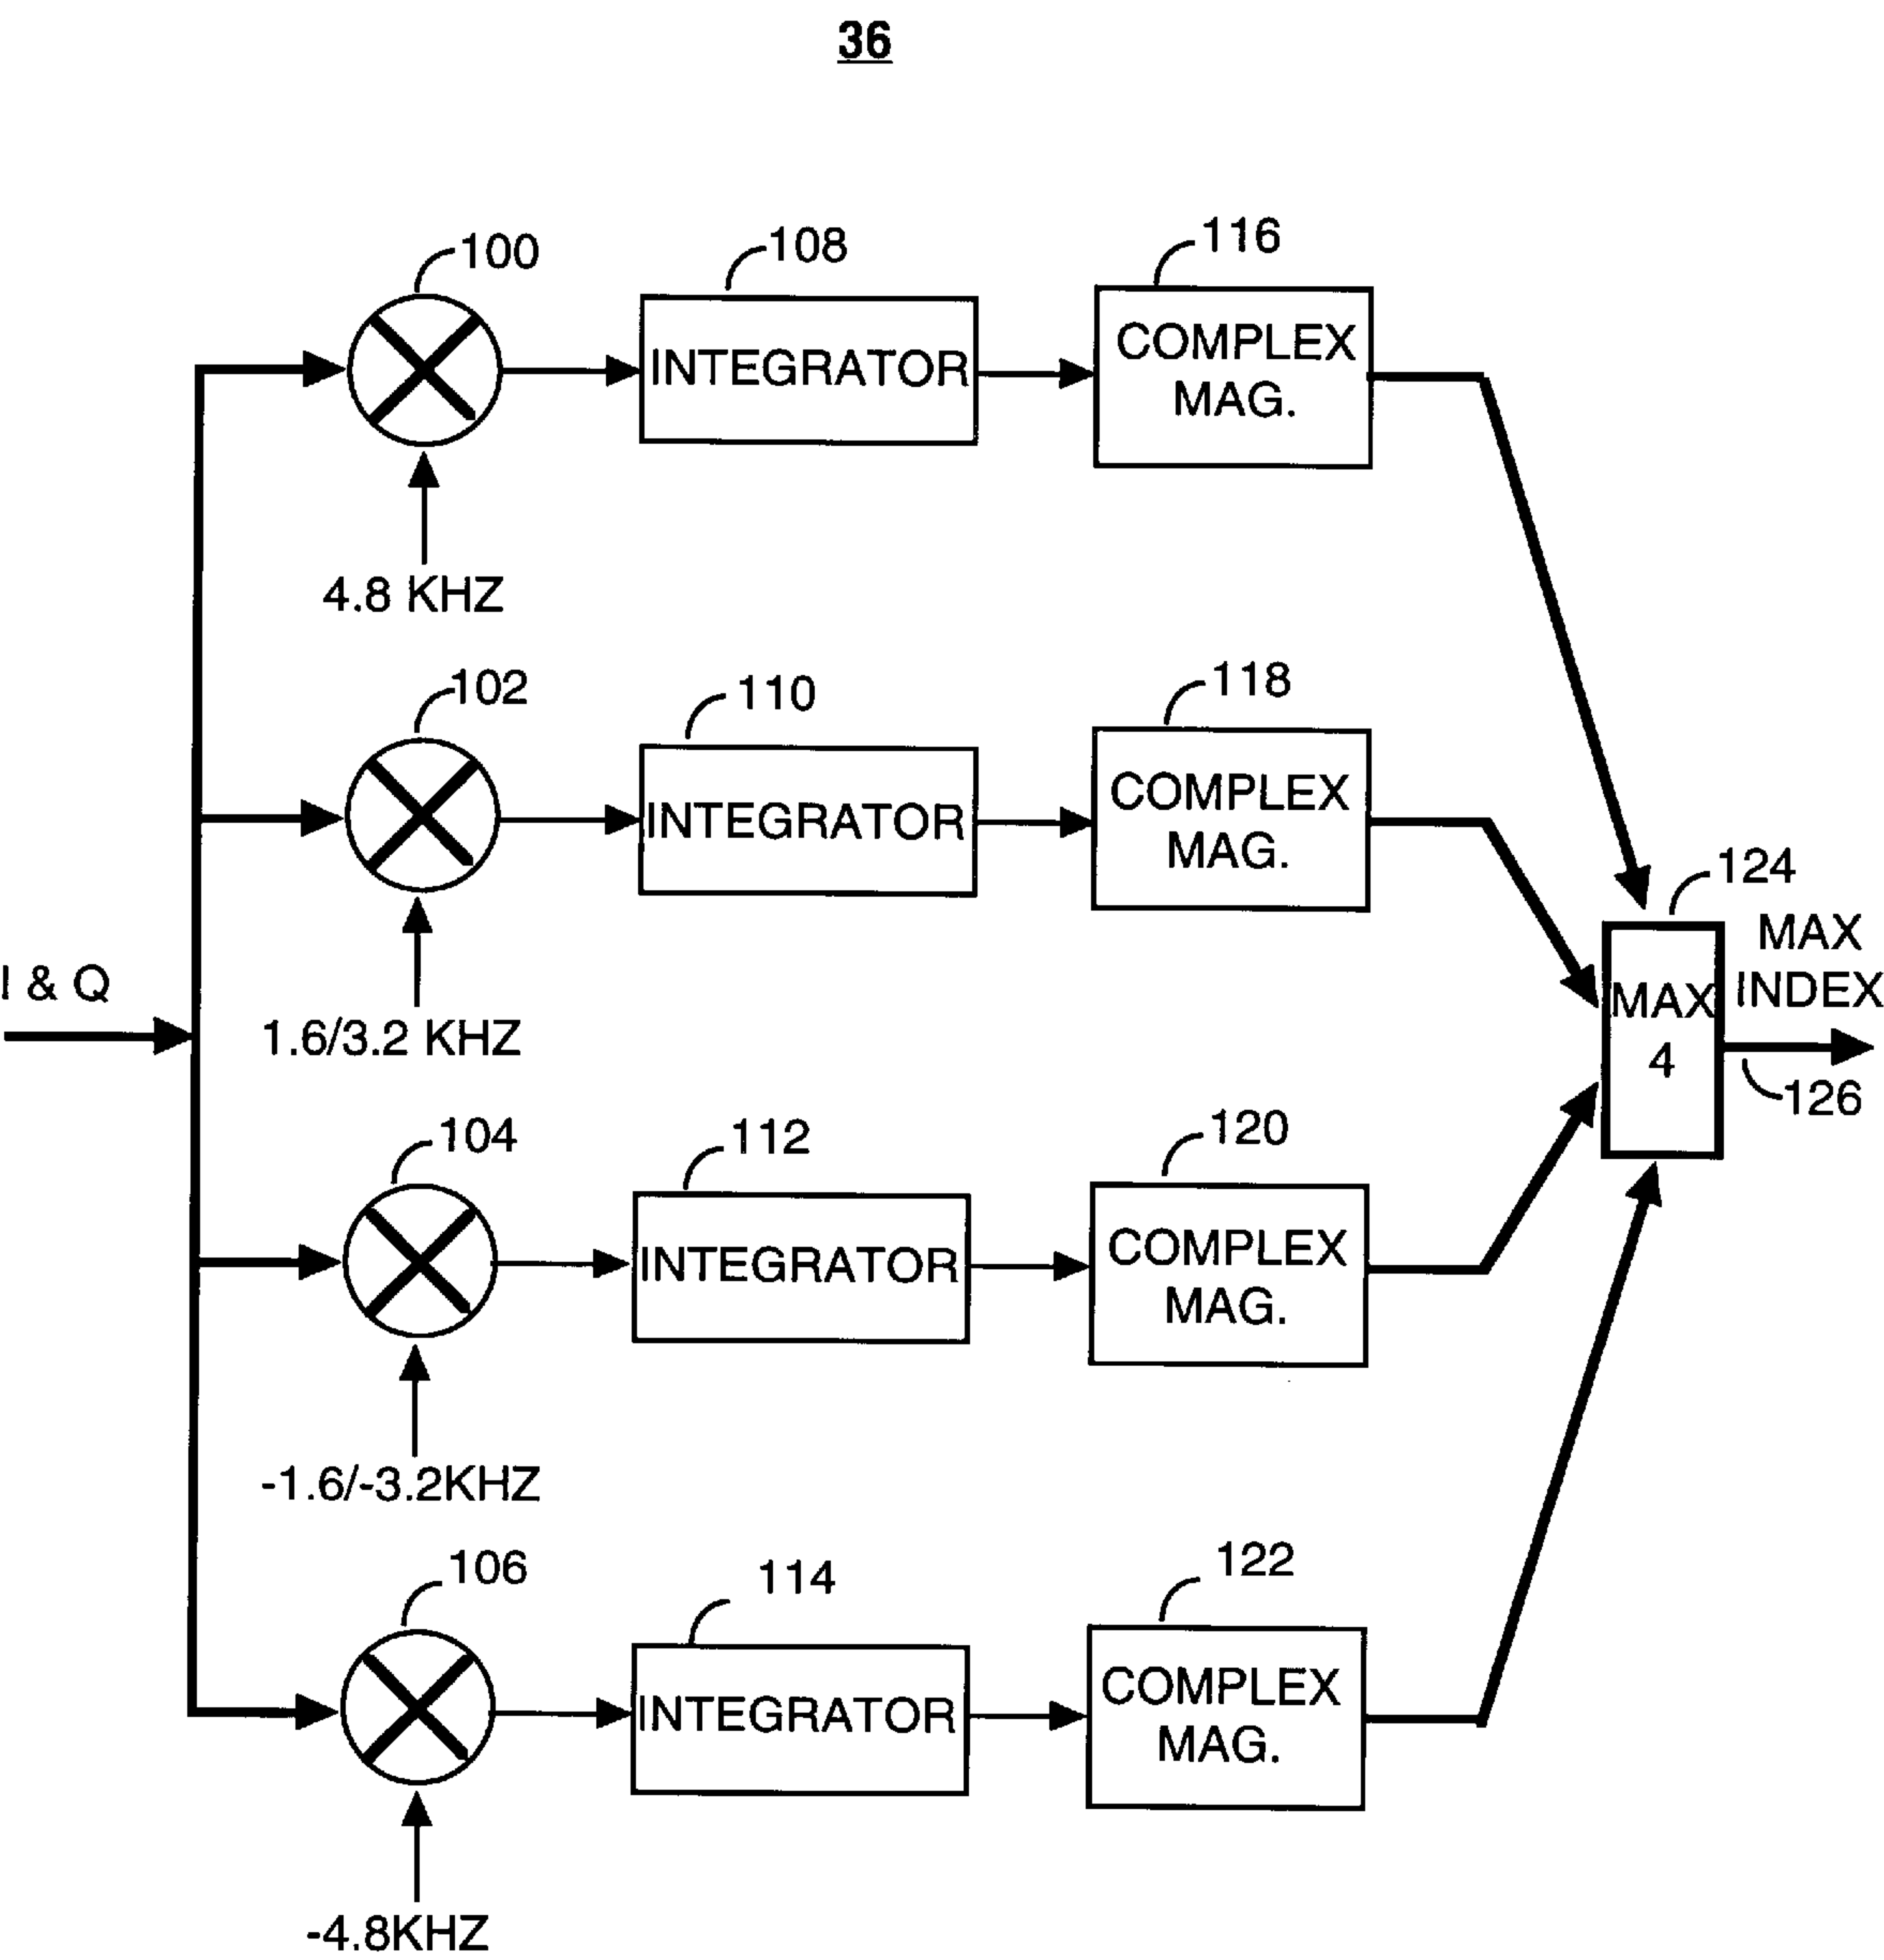 36
100
108
116
INTEGRATOR
COMPLEX
MAG.
4.8 KHZ
102
110
118
INTEGRATOR
COMPLEX
MAG.
1.6/3.2 KHZ
I & Q
124
MAX
INDEX
MAX
4
126
104
112
120
INTEGRATOR
COMPLEX
MAG.
-1.6/-3.2KHZ
106
114
122
INTEGRATOR
COMPLEX
MAG.
-4.8KHZ